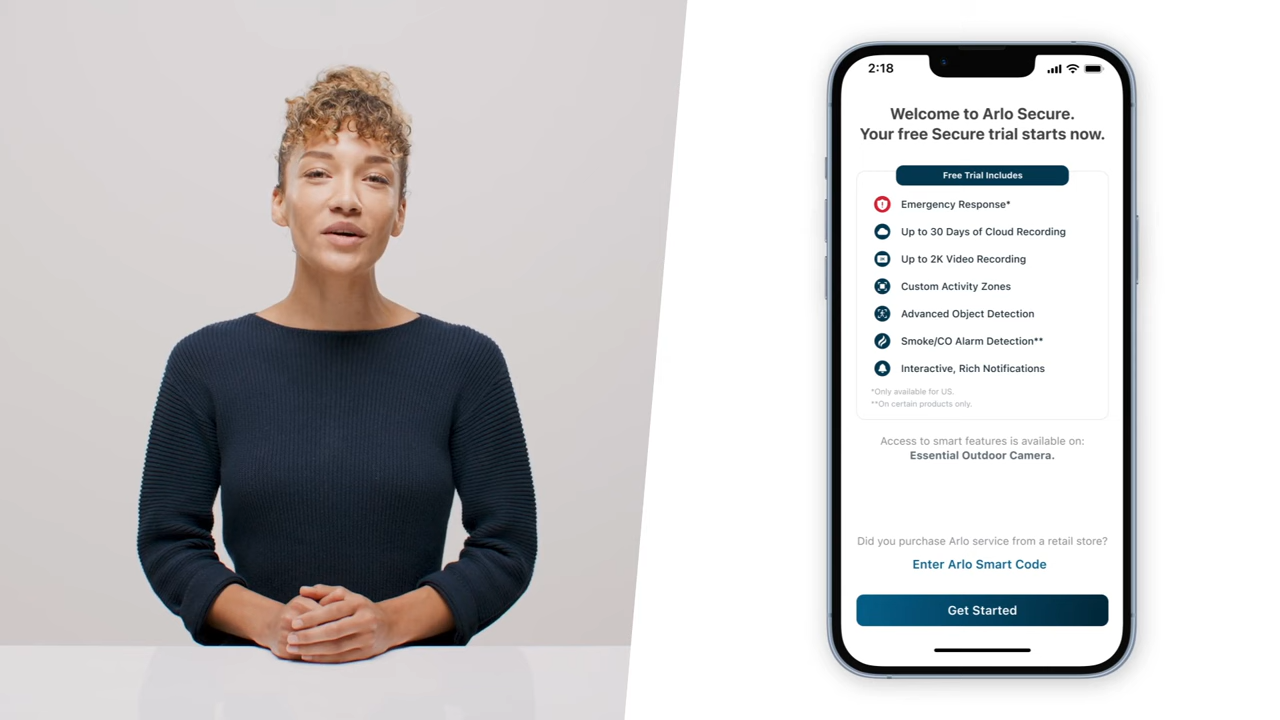 2:18
Welcome to Arlo Secure.
Your free Secure trial starts now.
Free Trial Includes
Emergency Response*
Up to 30 Days of Cloud Recording
Up to 2K Video Recording
Custom Activity Zones
Advanced Object Detection
Smoke/CO Alarm Detection**
Interactive, Rich Notifications
*Only available for US.
**On certain products only.
Access to smart features is available on:
Essential Outdoor Camera.
Did you purchase Arlo service from a retail store?
Enter Arlo Smart Code
Get Started